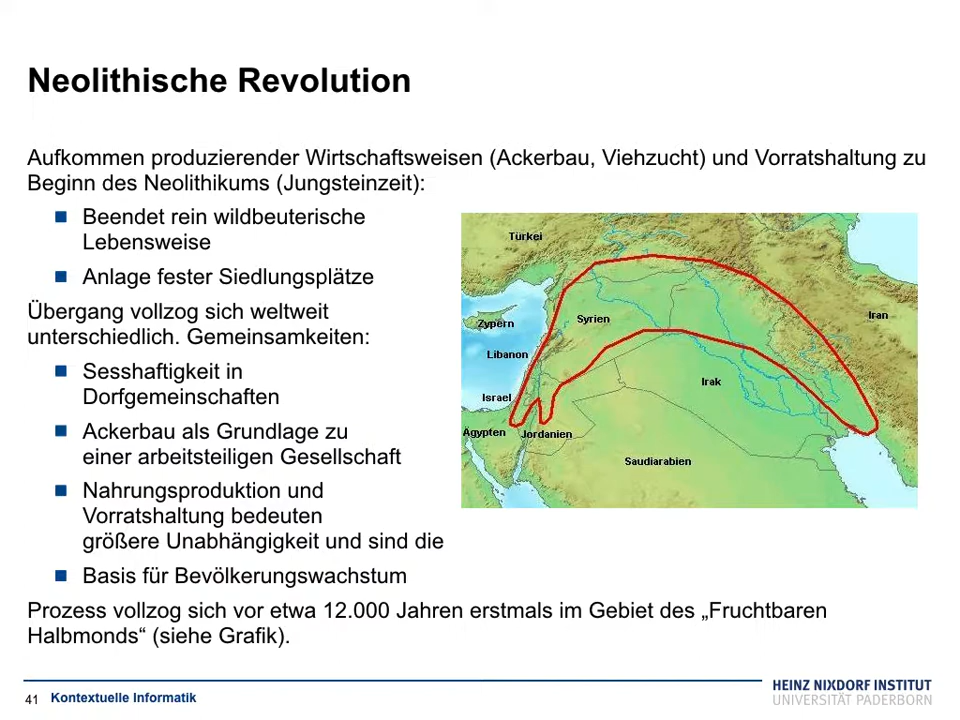 Neolithische Revolution
Aufkommen produzierender Wirtschaftsweisen (Ackerbau, Viehzucht) und Vorratshaltung zu
Beginn des Neolithikums (Jungsteinzeit):
Beendet rein wildbeuterische
Lebensweise
Anlage fester Siedlungsplätze
Übergang vollzog sich weltweit
unterschiedlich. Gemeinsamkeiten:
Sesshaftigkeit in
Dorfgemeinschaften
Ackerbau als Grundlage zu
einer arbeitsteiligen Gesellschaft
Nahrungsproduktion und
Vorratshaltung bedeuten
größere Unabhängigkeit und sind die
Basis für Bevölkerungswachstum
Prozess vollzog sich vor etwa 12.000 Jahren erstmals im Gebiet des „Fruchtbaren
Halbmonds“ (siehe Grafik).
Türkei
Zypern
Syrien
Iran
Libanon
Irak
Israel
Ägypten
Jordanien
Saudiarabien
41 Kontextuelle Informatik
HEINZ NIXDORF INSTITUT
UNIVERSITÄT PADERBORN